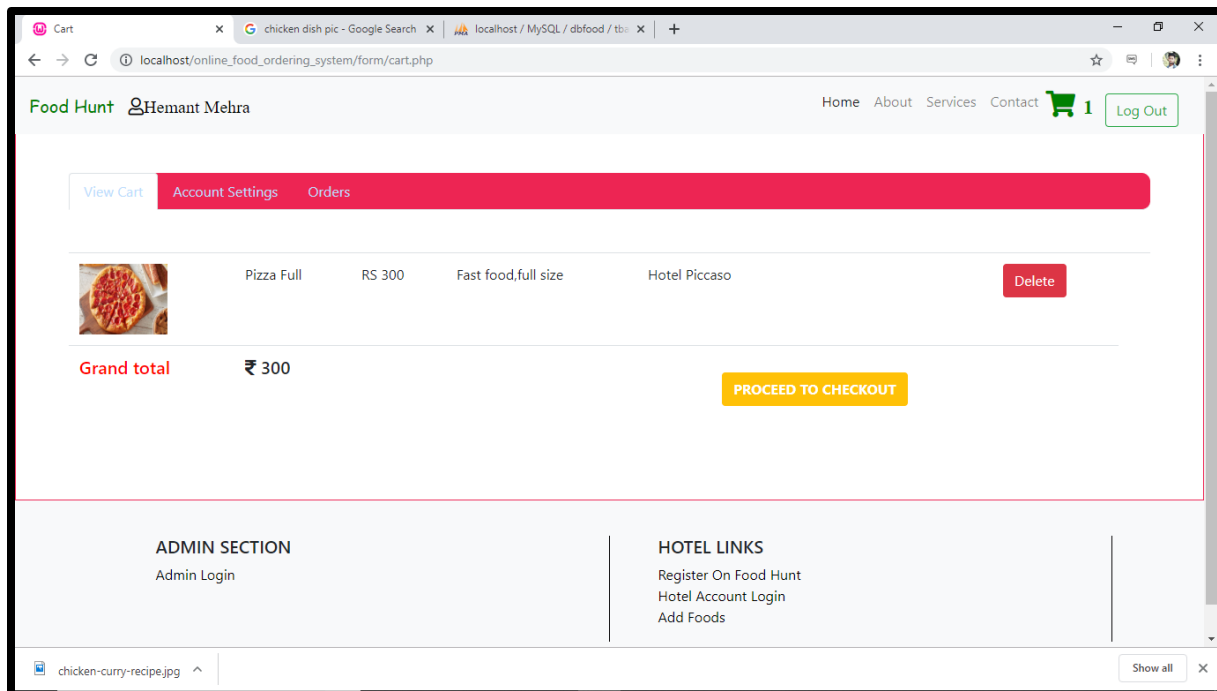 Cart
chicken dish pic - Google Search
localhost / MySQL / dbfood / tba
localhost/online_food_ordering_system/form/cart.php
Food Hunt Hemant Mehra Home About Services Contact 1 Log Out
View Cart Account Settings Orders
Pizza Full RS 300 Fast food,full size Hotel Piccaso Delete
Grand total ₹ 300
PROCEED TO CHECKOUT
ADMIN SECTION
Admin Login
HOTEL LINKS
Register On Food Hunt
Hotel Account Login
Add Foods
chicken-curry-recipe.jpg
Show all